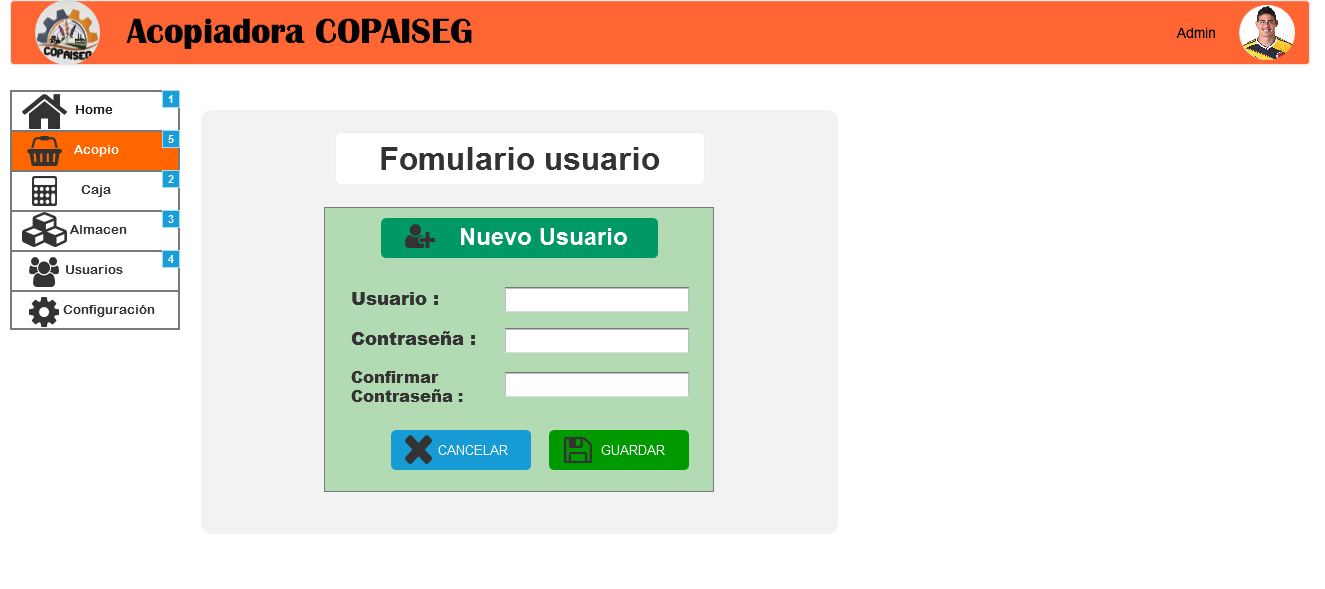 COPAISEG
Acopiadora COPAISEG
Admin
Home
1
Acopio
5
Caja
2
Almacen
3
Usuarios
4
Configuración
Fomulario usuario
Nuevo Usuario
Usuario :
Contraseña :
Confirmar
Contraseña :
CANCELAR
GUARDAR